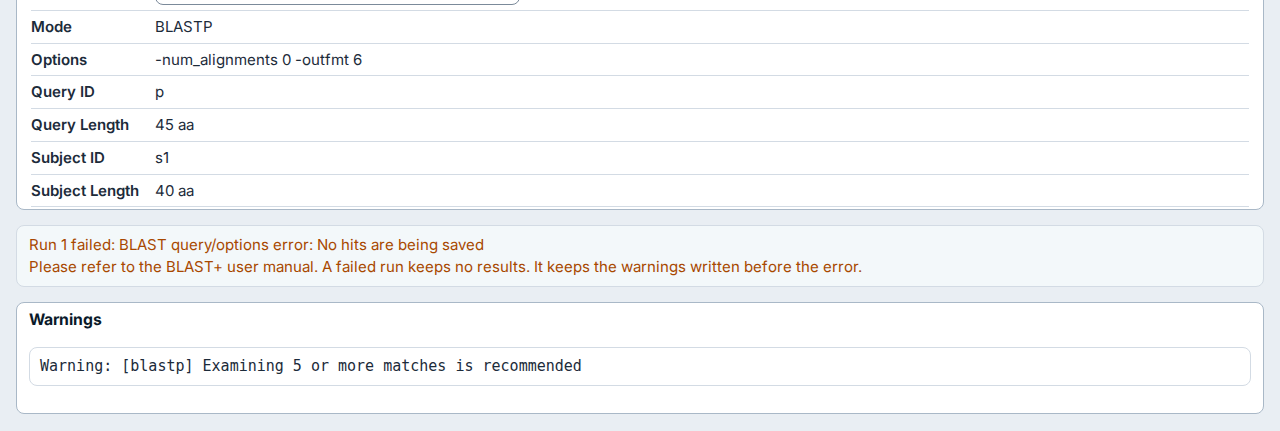 Mode BLASTP
Options -num_alignments 0 -outfmt 6
Query ID p
Query Length 45 aa
Subject ID s1
Subject Length 40 aa
Run 1 failed: BLAST query/options error: No hits are being saved
Please refer to the BLAST+ user manual. A failed run keeps no results. It keeps the warnings written before the error.
Warnings
Warning: [blastp] Examining 5 or more matches is recommended